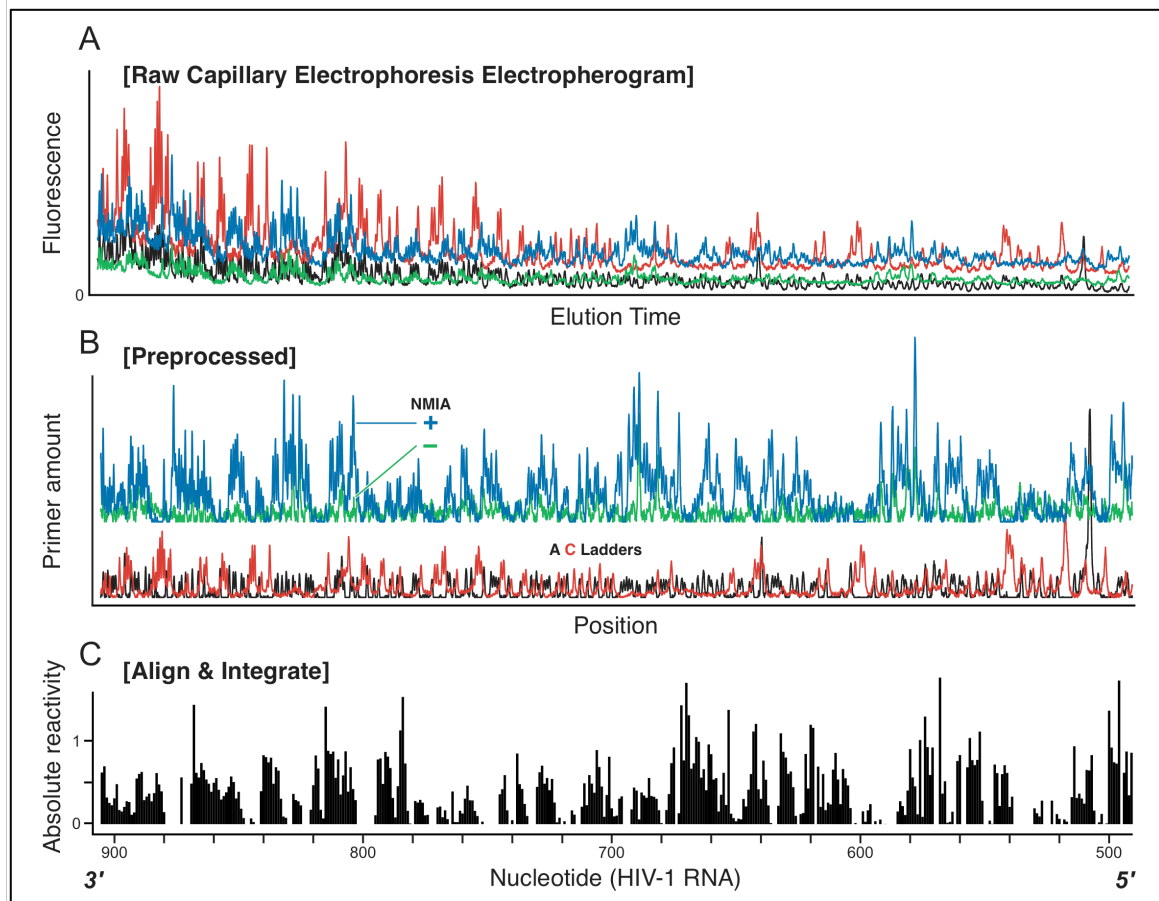 A
[Raw Capillary Electrophoresis Electropherogram]
Fluorescence
0
Elution Time
B
[Preprocessed]
NMIA
+
−
Primer amount
A C Ladders
Position
C
[Align & Integrate]
Absolute reactivity
1
0
900 800 700 600 500
3′ Nucleotide (HIV-1 RNA) 5′